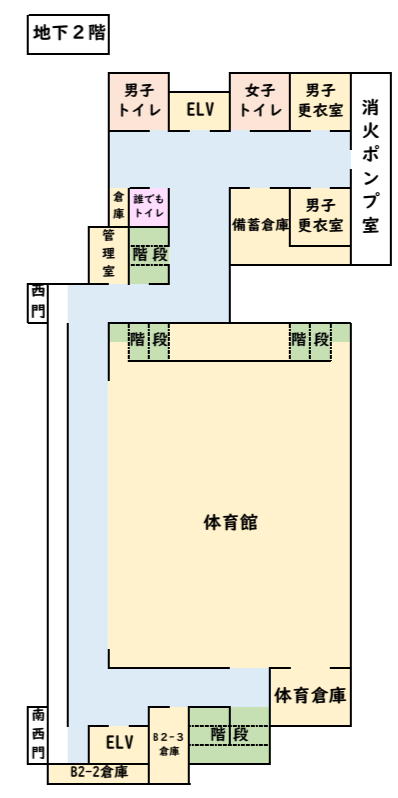 地下２階
男子
トイレ
ELV
女子
トイレ
男子
更衣室
消火ポンプ室
倉庫
誰でも
トイレ
備蓄倉庫
男子
更衣室
管理室
階段
西門
階段
階段
体育館
体育倉庫
南西門
ELV
B2-3
倉庫
階段
B2-2倉庫